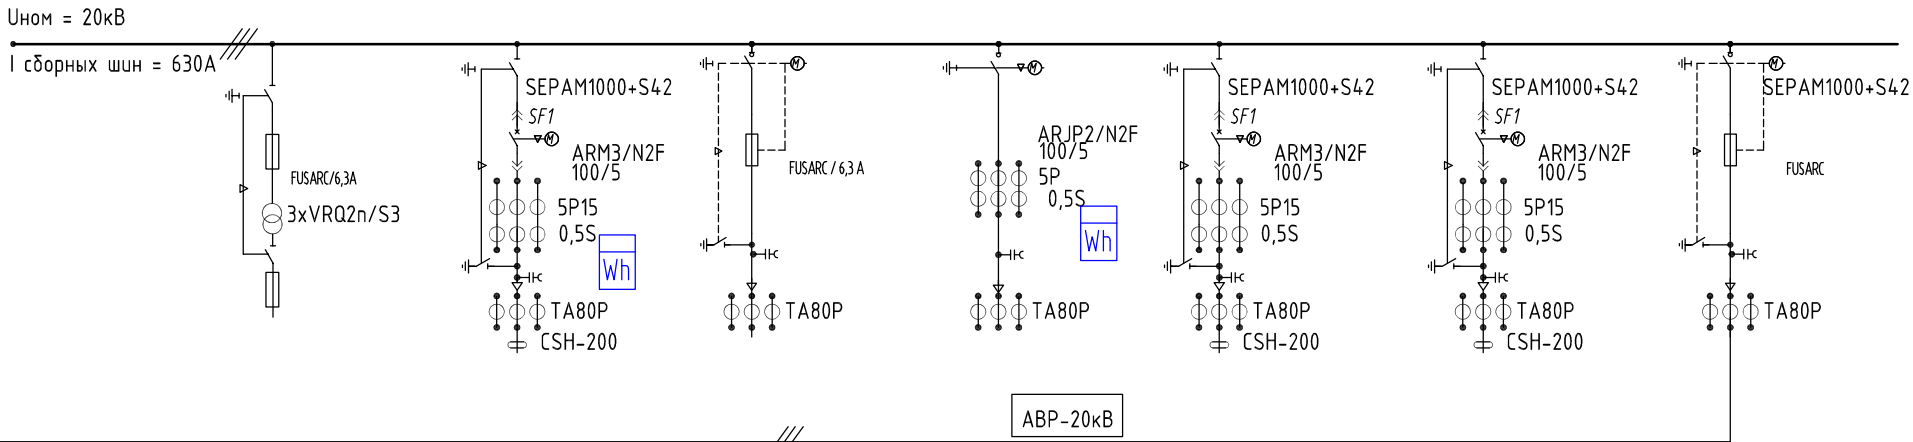 Uном = 20кВ
I сборных шин = 630А
FUSARC/6,3А
3xVRQ2n/S3
SEPAM1000+S42
SF1
M
ARM3/N2F
100/5
5P15
0,5S
Wh
TA80P
CSH-200
M
FUSARC / 6,3 А
TA80P
M
ARJP2/N2F
100/5
5P
0,5S
Wh
TA80P
SEPAM1000+S42
SF1
M
ARM3/N2F
100/5
5P15
0,5S
TA80P
CSH-200
SEPAM1000+S42
SF1
M
ARM3/N2F
100/5
5P15
0,5S
TA80P
CSH-200
M
SEPAM1000+S42
FUSARC
TA80P
АВР-20кВ